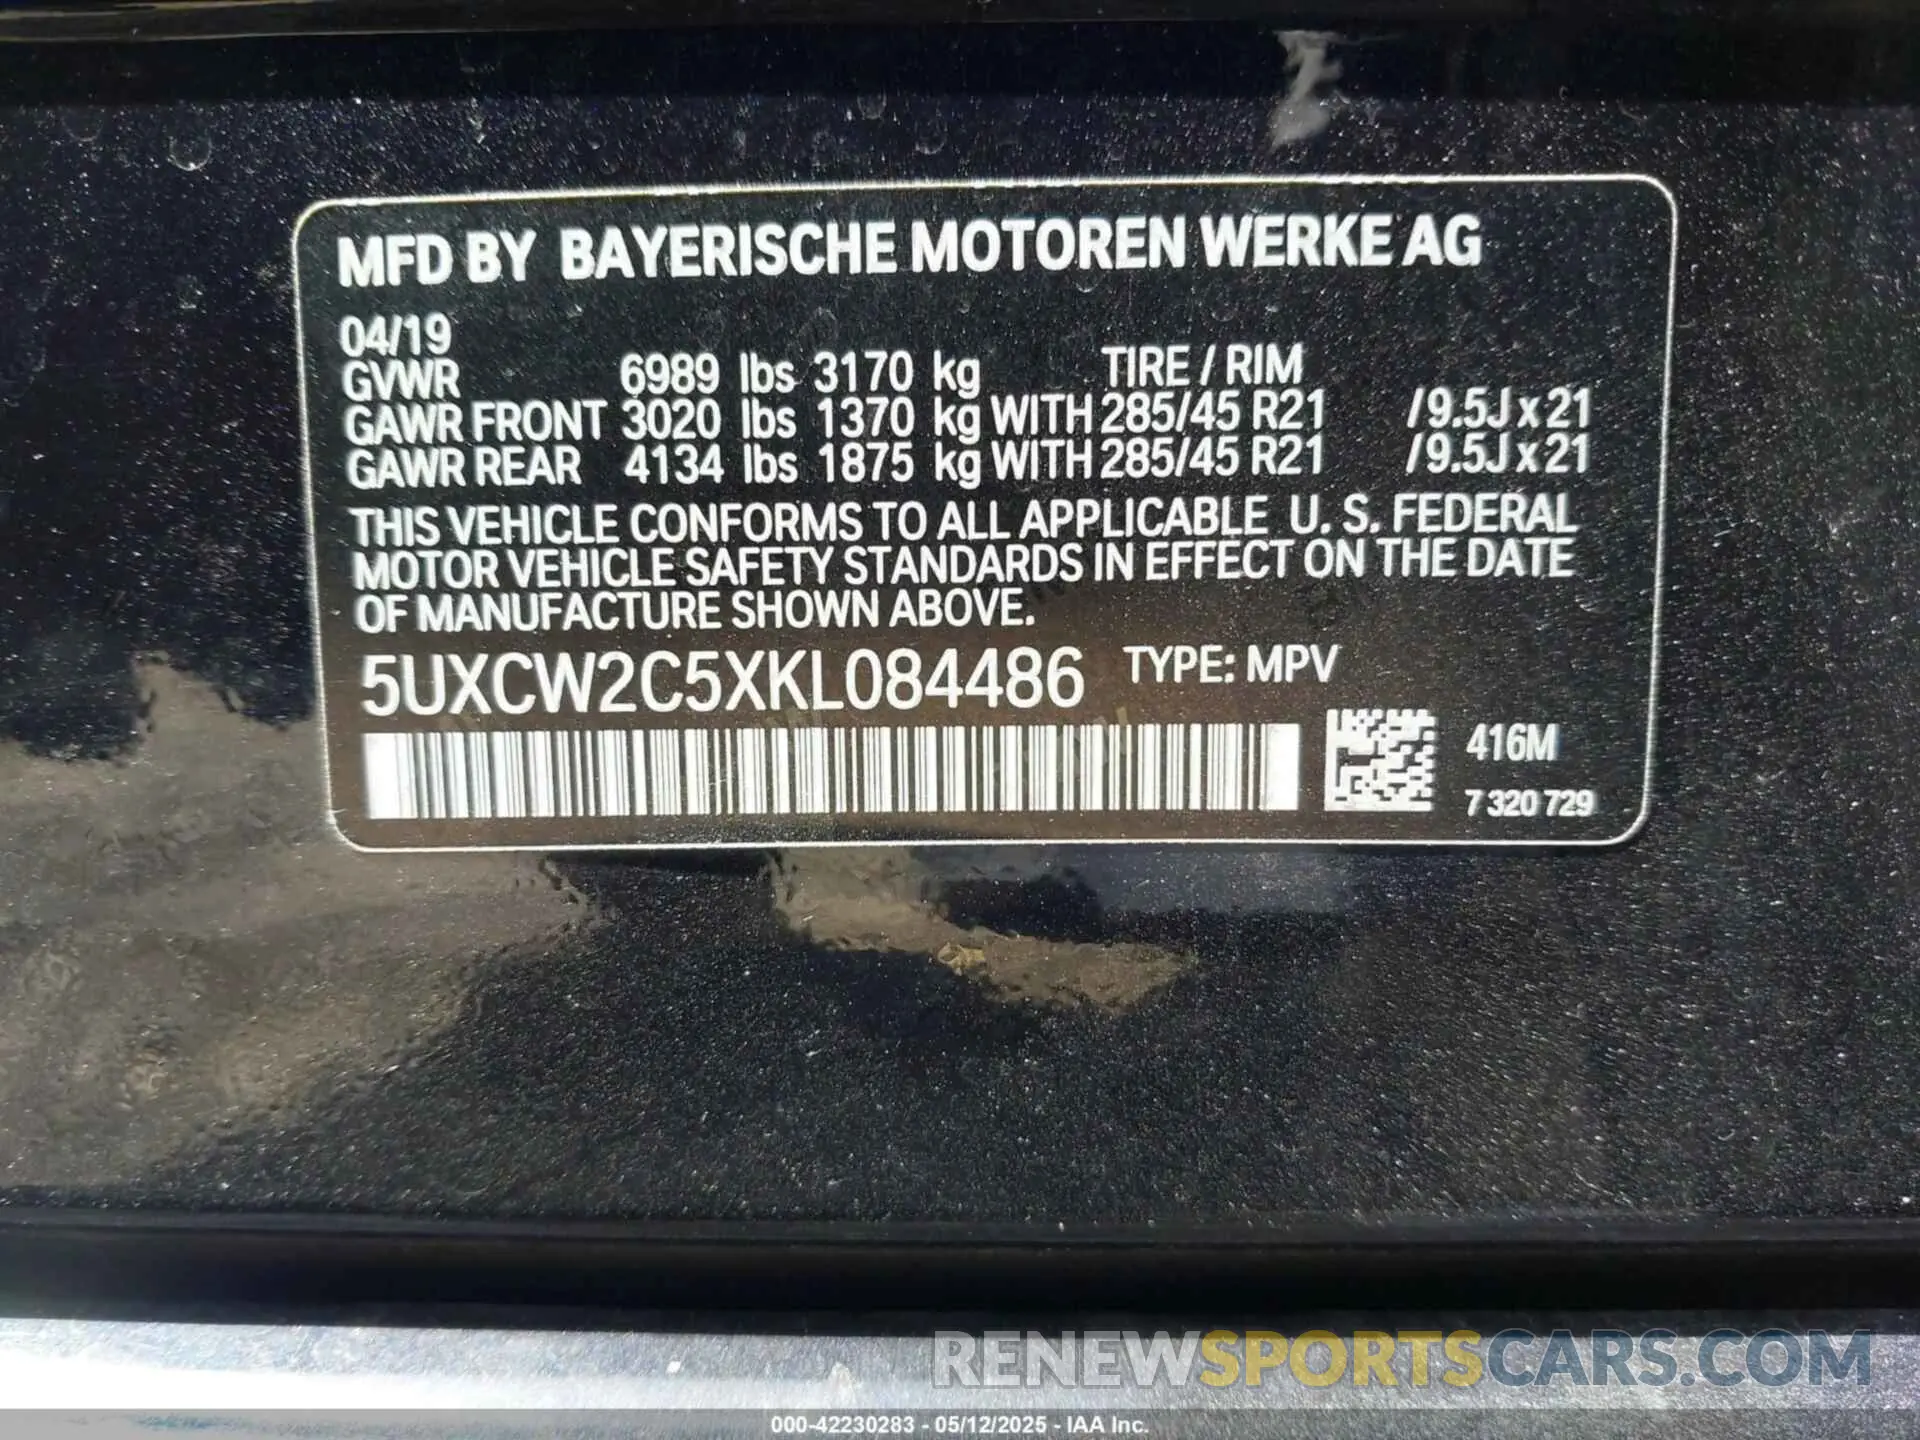 MFD BY BAYERISCHE MOTOREN WERKE AG
04/19
GVWR 6989 lbs 3170 kg TIRE / RIM
GAWR FRONT 3020 lbs 1370 kg WITH 285/45 R21 /9.5J x 21
GAWR REAR 4134 lbs 1875 kg WITH 285/45 R21 /9.5J x 21
THIS VEHICLE CONFORMS TO ALL APPLICABLE U. S. FEDERAL
MOTOR VEHICLE SAFETY STANDARDS IN EFFECT ON THE DATE
OF MANUFACTURE SHOWN ABOVE.
5UXCW2C5XKL084486 TYPE: MPV
416M
7 320 729
RENEWSPORTSCARS.COM
000-42230283 - 05/12/2025 - IAA Inc.